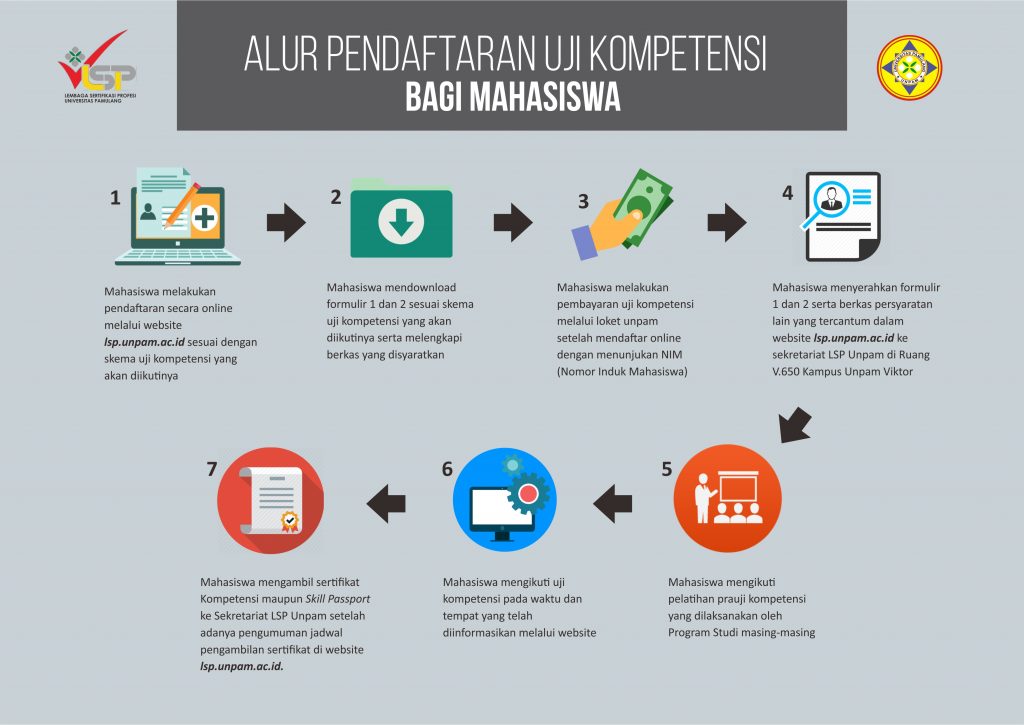 LSP
LEMBAGA SERTIFIKASI PROFESI
UNIVERSITAS PAMULANG
ALUR PENDAFTARAN UJI KOMPETENSI
BAGI MAHASISWA
UNIVERSITAS PAMULANG
UNPAM
1
Mahasiswa melakukan
pendaftaran secara online
melalui website
lsp.unpam.ac.id sesuai dengan
skema uji kompetensi yang
akan diikutinya
2
Mahasiswa mendownload
formulir 1 dan 2 sesuai skema
uji kompetensi yang akan
diikutinya serta melengkapi
berkas yang disyaratkan
3
Mahasiswa melakukan
pembayaran uji kompetensi
melalui loket unpam
setelah mendaftar online
dengan menunjukan NIM
(Nomor Induk Mahasiswa)
4
Mahasiswa menyerahkan formulir
1 dan 2 serta berkas persyaratan
lain yang tercantum dalam
website lsp.unpam.ac.id ke
sekretariat LSP Unpam di Ruang
V.650 Kampus Unpam Viktor
5
Mahasiswa mengikuti
pelatihan prauji kompetensi
yang dilaksanakan oleh
Program Studi masing-masing
6
Mahasiswa mengikuti uji
kompetensi pada waktu dan
tempat yang telah
diinformasikan melalui website
7
Mahasiswa mengambil sertifikat
Kompetensi maupun Skill Passport
ke Sekretariat LSP Unpam setelah
adanya pengumuman jadwal
pengambilan sertifikat di website
lsp.unpam.ac.id.